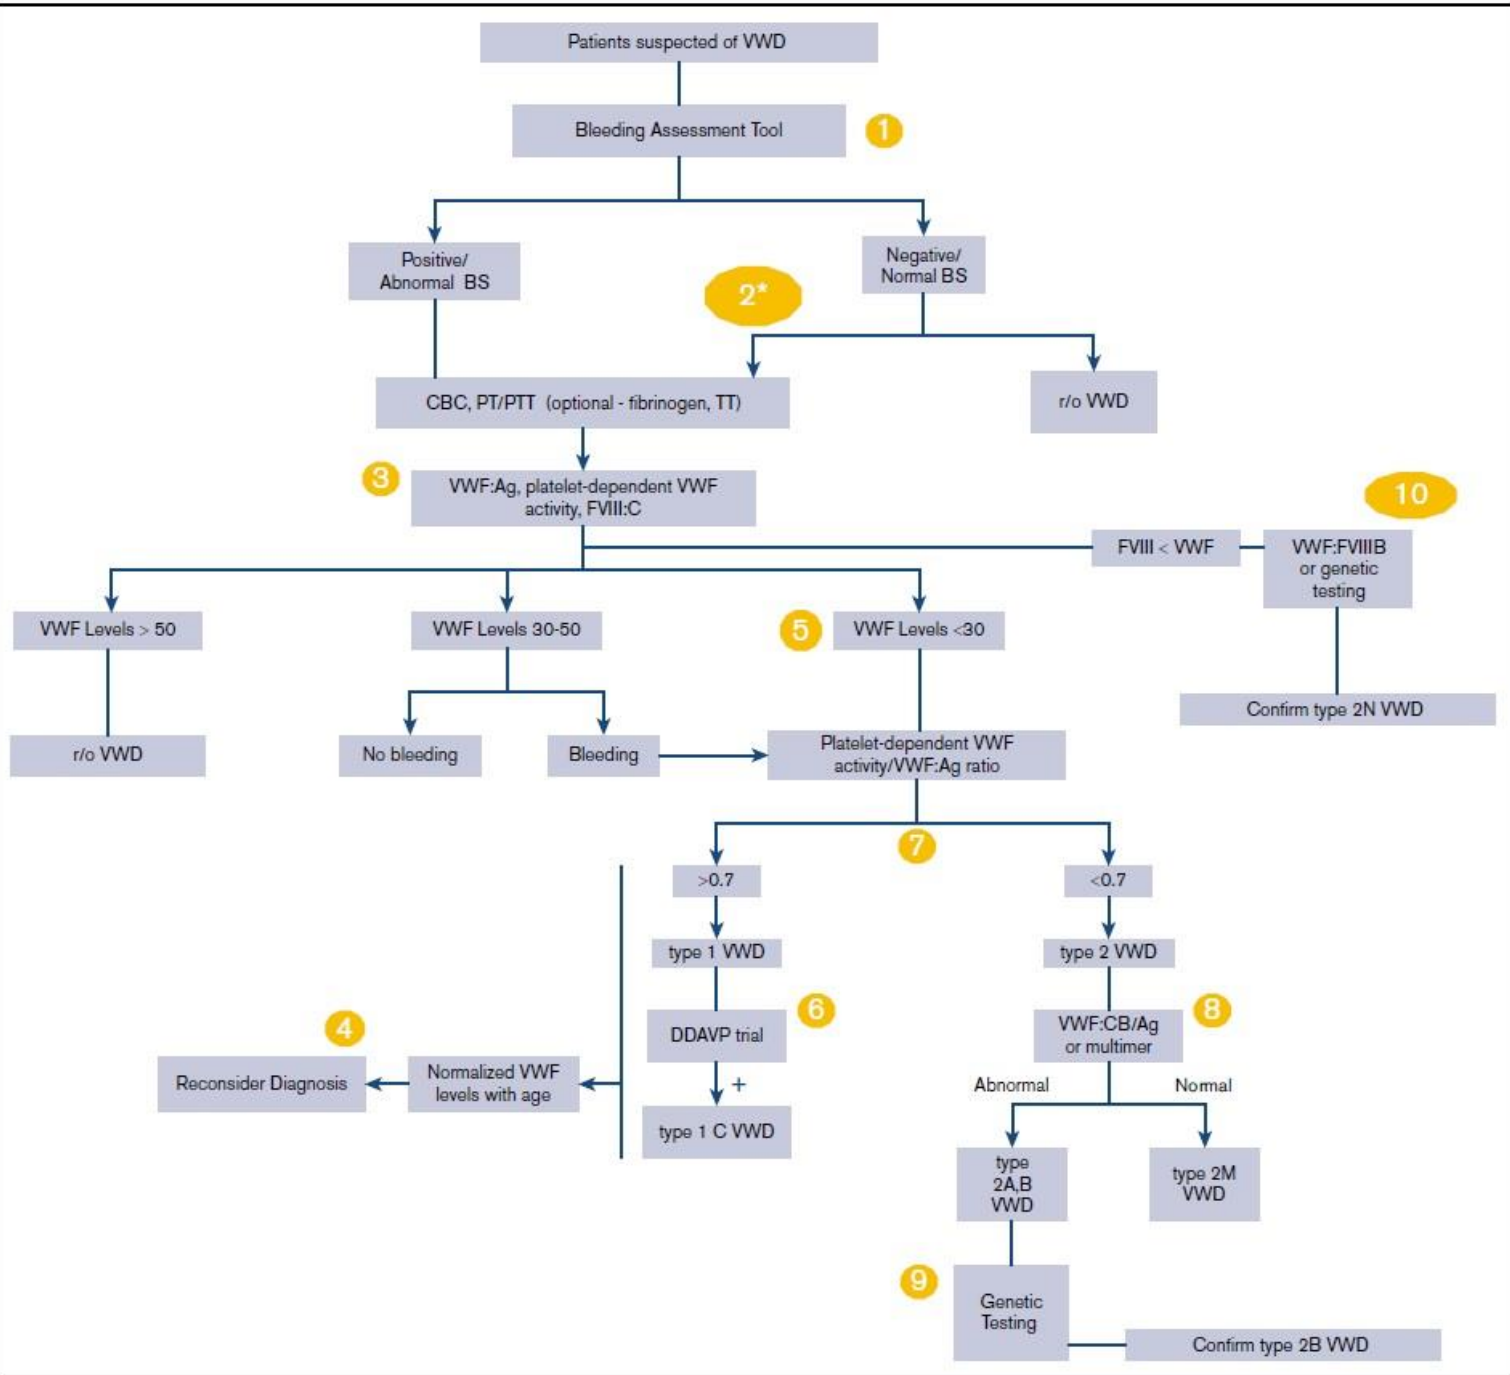 Patients suspected of VWD
Bleeding Assessment Tool
1
Positive/
Abnormal BS
Negative/
Normal BS
2*
CBC, PT/PTT (optional - fibrinogen, TT)
r/o VWD
3
VWF:Ag, platelet-dependent VWF
activity, FVIII:C
10
FVIII < VWF
VWF:FVIIIB
or genetic
testing
VWF Levels > 50
VWF Levels 30-50
5
VWF Levels <30
Confirm type 2N VWD
r/o VWD
No bleeding
Bleeding
Platelet-dependent VWF
activity/VWF:Ag ratio
7
>0.7
<0.7
type 1 VWD
type 2 VWD
6
8
DDAVP trial
VWF:CB/Ag
or multimer
4
Reconsider Diagnosis
Normalized VWF
levels with age
+
Abnormal
Normal
type 1 C VWD
type
2A,B
VWD
type 2M
VWD
9
Genetic
Testing
Confirm type 2B VWD